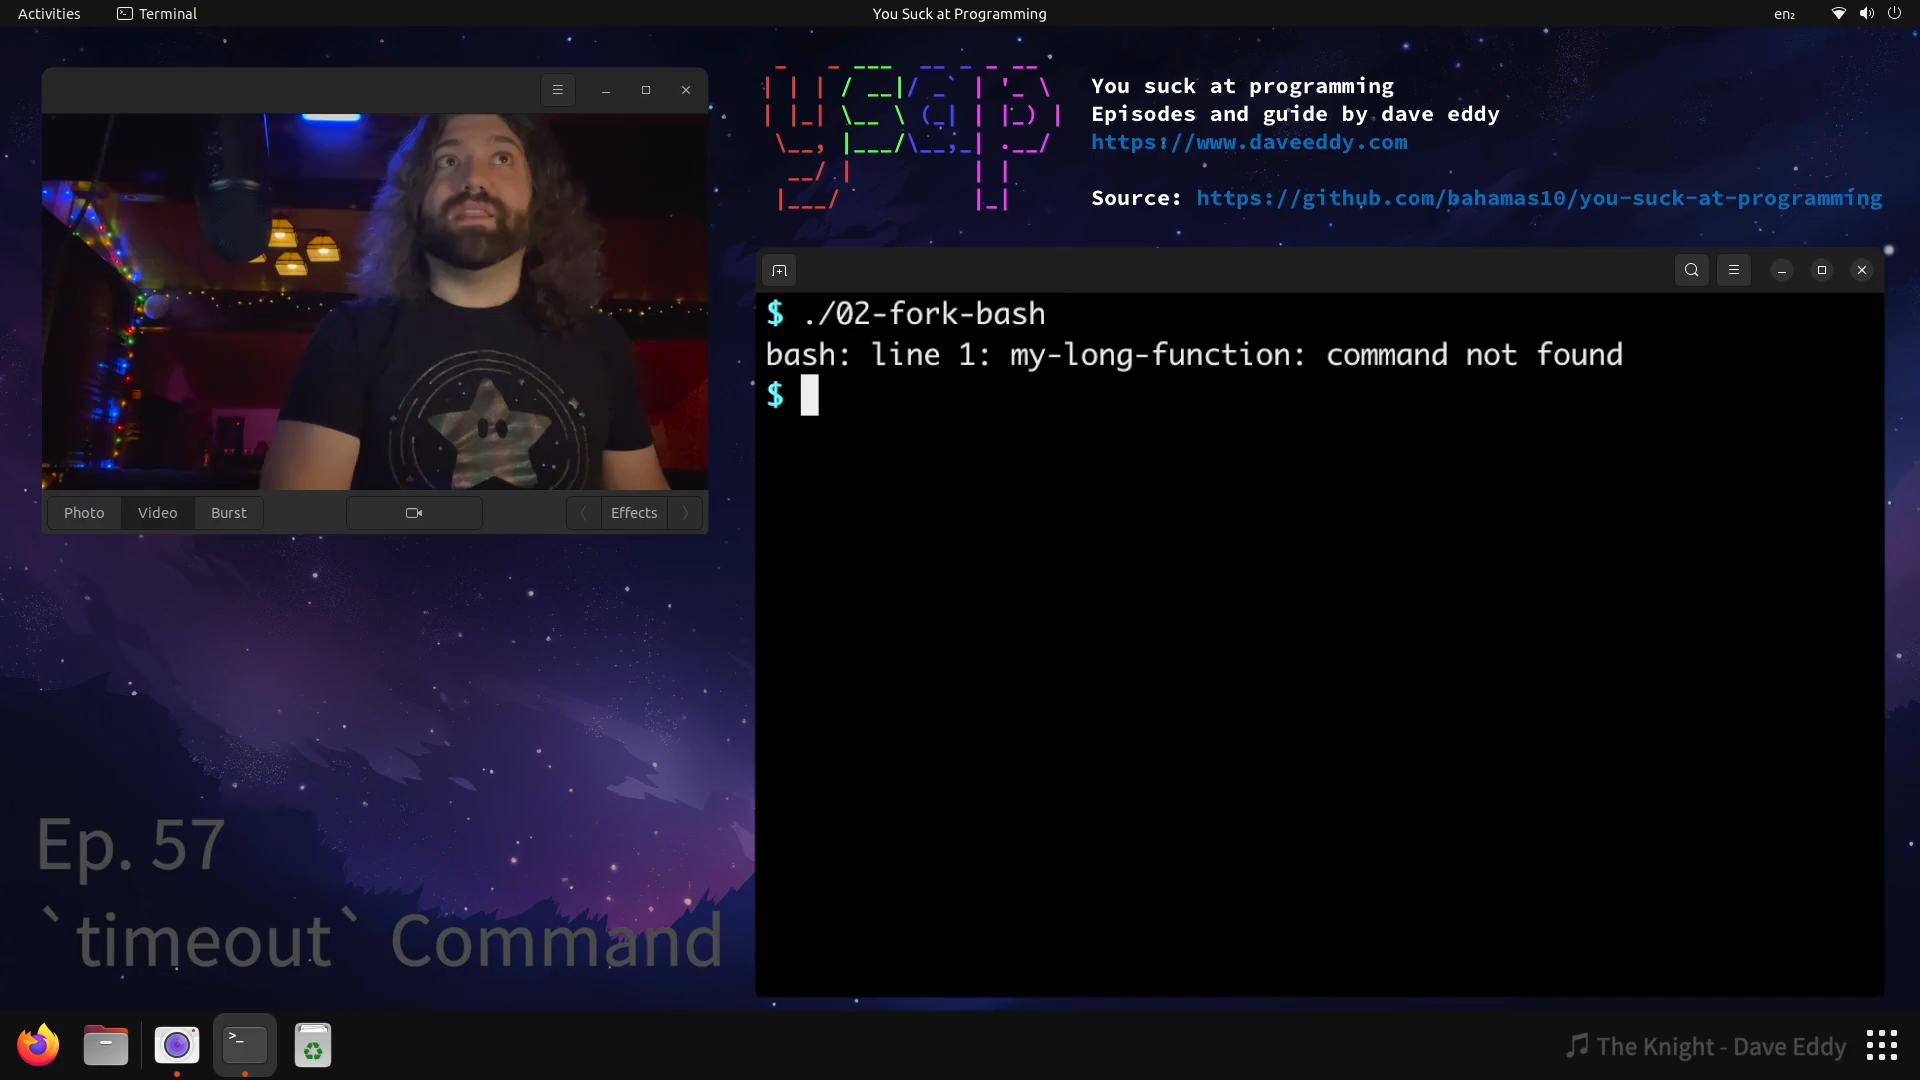 Activities
Terminal
You Suck at Programming
en₂
You suck at programming
Episodes and guide by dave eddy
https://www.daveeddy.com
Source: https://github.com/bahamas10/you-suck-at-programming
$ ./02-fork-bash
bash: line 1: my-long-function: command not found
$
Photo
Video
Burst
Effects
Ep. 57
`timeout` Command
The Knight - Dave Eddy